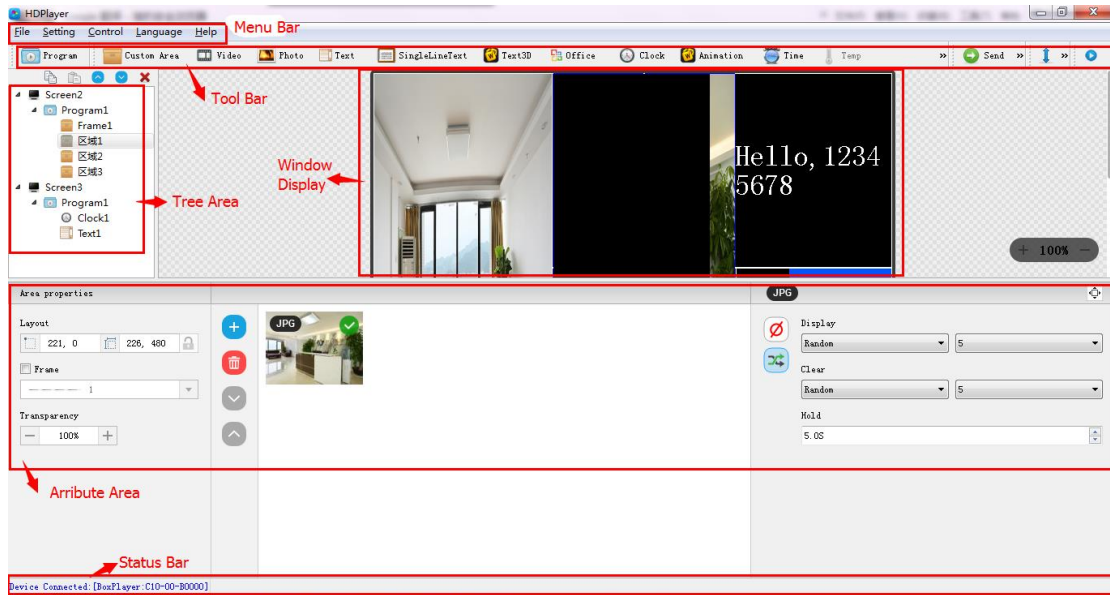 HDPlayer
File Setting Control Language Help Menu Bar
Program Custom Area Video Photo Text SingleLineText Text3D Office Clock Animation Time Temp » Send » »
Tool Bar
Screen2
Program1
Frame1
区域1
区域2
区域3
Screen3
Program1
Clock1
Text1
Tree Area
Window
Display
Hello, 1234
5678
+ 100% −
Area properties
JPG
Layout
221, 0 226, 480
Frame
1
Transparency
− 100% +
JPG
Display
Random 5
Clear
Random 5
Hold
5.0S
Arribute Area
Status Bar
Device Connected:[BoxPlayer:C10-00-B0000]